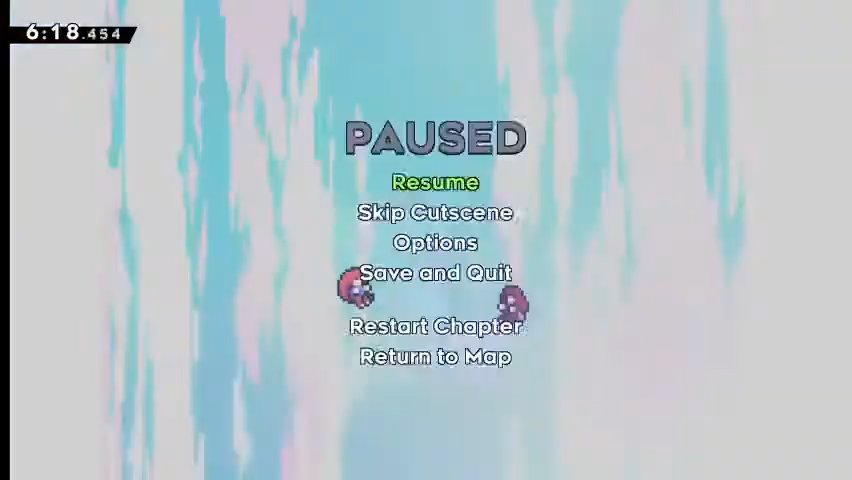 6:18.454
PAUSED
Resume
Skip Cutscene
Options
Save and Quit
Restart Chapter
Return to Map